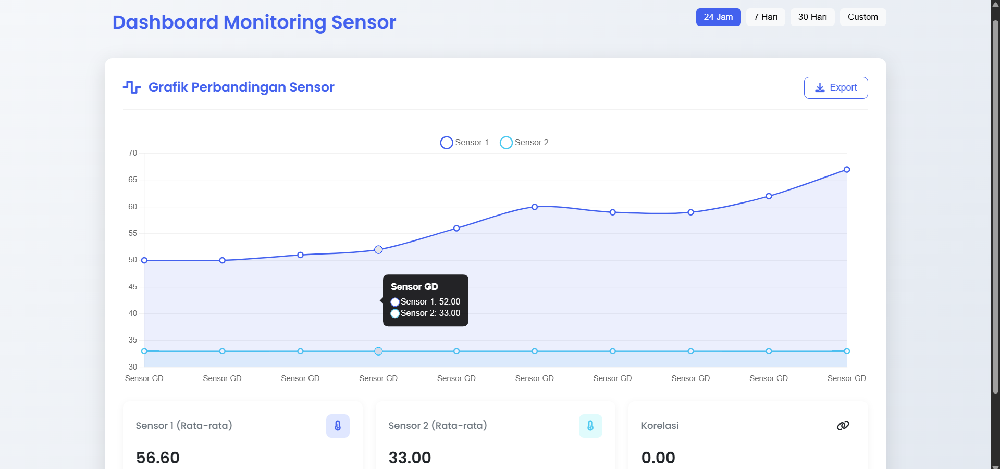 Dashboard Monitoring Sensor
24 Jam
7 Hari
30 Hari
Custom
Grafik Perbandingan Sensor
Export
Sensor 1
Sensor 2
70
65
60
55
50
45
40
35
30
Sensor GD
Sensor 1: 52.00
Sensor 2: 33.00
Sensor GD
Sensor GD
Sensor GD
Sensor GD
Sensor GD
Sensor GD
Sensor GD
Sensor GD
Sensor GD
Sensor GD
Sensor 1 (Rata-rata)
56.60
Sensor 2 (Rata-rata)
33.00
Korelasi
0.00